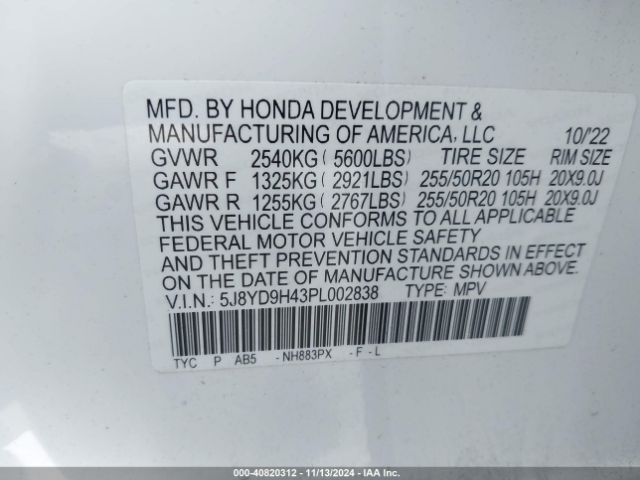 MFD. BY HONDA DEVELOPMENT &
MANUFACTURING OF AMERICA, LLC 10/'22
GVWR 2540KG ( 5600LBS) TIRE SIZE RIM SIZE
GAWR F 1325KG ( 2921LBS) 255/50R20 105H 20X9.0J
GAWR R 1255KG ( 2767LBS) 255/50R20 105H 20X9.0J
THIS VEHICLE CONFORMS TO ALL APPLICABLE
FEDERAL MOTOR VEHICLE SAFETY
AND THEFT PREVENTION STANDARDS IN EFFECT
ON THE DATE OF MANUFACTURE SHOWN ABOVE.
V.I.N.: 5J8YD9H43PL002838 TYPE: MPV
TYC P AB5 - NH883PX - F - L
000-40820312 - 11/13/2024 - IAA Inc.